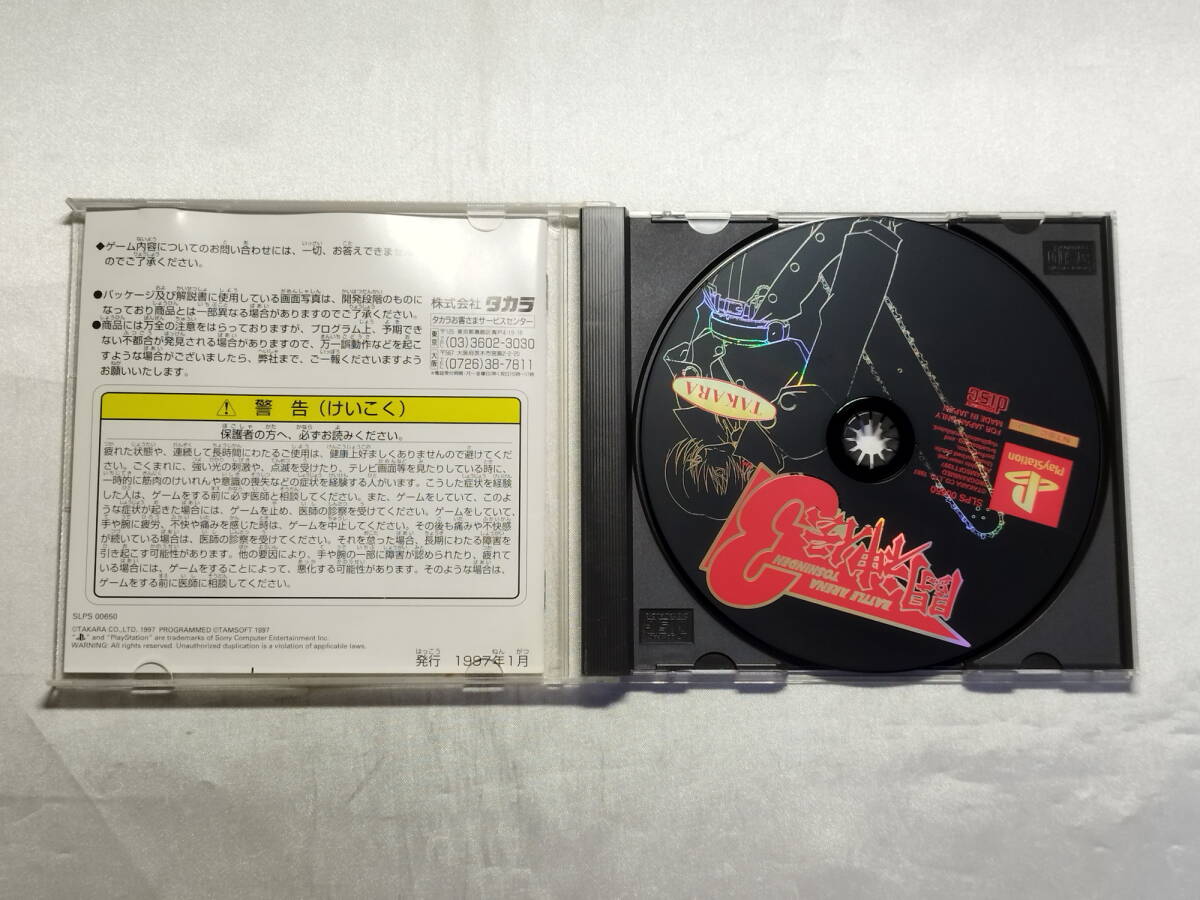 ◆ゲーム内容についてのお問い合わせには、一切、お答えできません
のでご了承ください。
●パッケージ及び解説書に使用している画面写真は、開発段階のものに
なっており商品とは一部異なる場合がありますのでご了承ください。
●商品には万全の注意をはらっておりますが、プログラム上、予期でき
ない不都合が発見される場合がありますので、万一誤動作などを起こ
すような場合がございましたら、弊社まで、ご一報くださいますよう
お願いいたします。
株式会社 タカラ
タカラお客さまサービスセンター
東京
(03)3602-3030
大阪
(0726)38-7811
警 告 (けいこく)
保護者の方へ、必ずお読みください。
疲れた状態や、連続して長時間にわたるご使用は、健康上好ましくありませんので避けてくだ
さい。ごくまれに、強い光の刺激や、点滅を受けたり、テレビ画面等を見たりしている時に、
一時的に筋肉のけいれんや意識の喪失などの症状を経験する人がいます。こうした症状を経験
した人は、ゲームをする前に必ず医師と相談してください。また、ゲームをしていて、このよ
うな症状が起きた場合には、ゲームを止め、医師の診察を受けてください。ゲームをしていて、
手や腕に疲労、不快や痛みを感じた時は、ゲームを中止してください。その後も痛みや不快感
が続いている場合は、医師の診察を受けてください。それを怠った場合、長期にわたる障害を
引き起こす可能性があります。他の要因により、手や腕の一部に障害が認められたり、疲れて
いる場合には、ゲームをすることによって、悪化する可能性があります。そのような場合は、
ゲームをする前に医師に相談してください。
SLPS 00650
©TAKARA CO.,LTD. 1997 PROGRAMMED ©TAMSOFT 1997
" " and "PlayStation" are trademarks of Sony Computer Entertainment Inc.
WARNING: All rights reserved. Unauthorized duplication is a violation of applicable laws.
発行 1997年1月
TAKARA
闘神伝
3
BATTLE ARENA
TOSHINDEN
PlayStation
SLPS 00650
disc
FOR JAPAN ONLY
MADE IN JAPAN